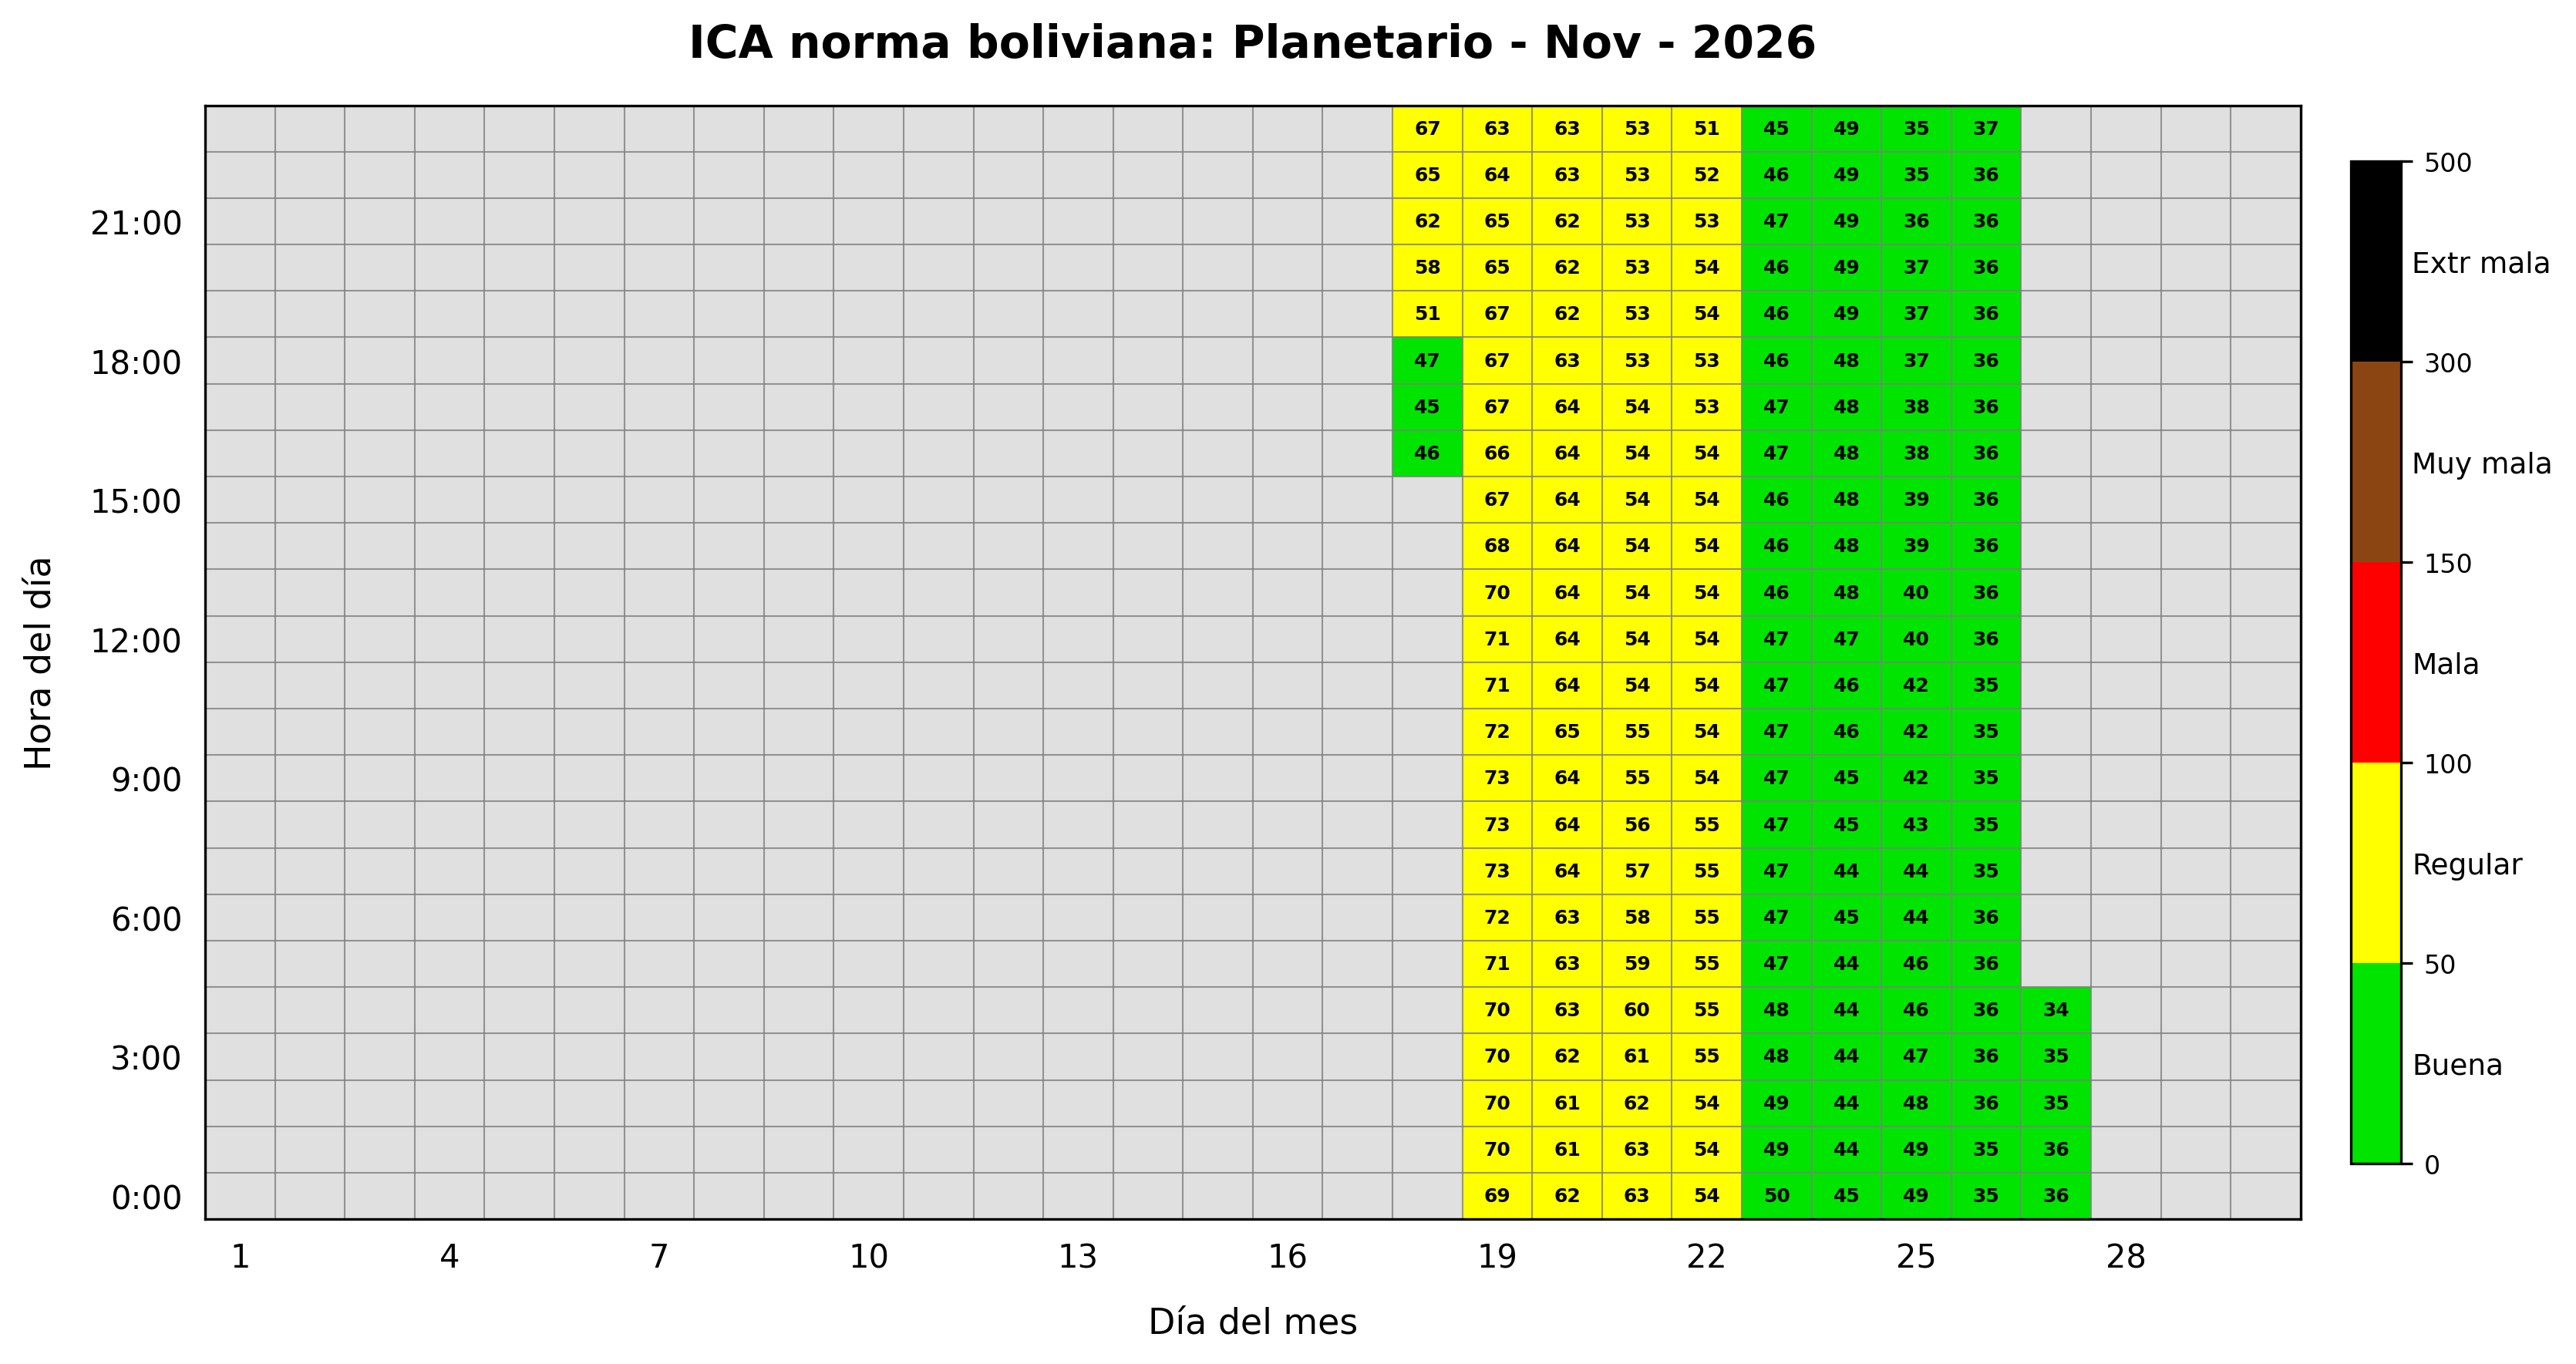 ICA norma boliviana: Planetario - Nov - 2026
67 63 63 53 51 45 49 35 37
65 64 63 53 52 46 49 35 36
21:00 62 65 62 53 53 47 49 36 36
58 65 62 53 54 46 49 37 36
51 67 62 53 54 46 49 37 36
18:00 47 67 63 53 53 46 48 37 36
45 67 64 54 53 47 48 38 36
46 66 64 54 54 47 48 38 36
15:00 67 64 54 54 46 48 39 36
68 64 54 54 46 48 39 36
70 64 54 54 46 48 40 36
12:00 71 64 54 54 47 47 40 36
71 64 54 54 47 46 42 35
72 65 55 54 47 46 42 35
9:00 73 64 55 54 47 45 42 35
73 64 56 55 47 45 43 35
73 64 57 55 47 44 44 35
6:00 72 63 58 55 47 45 44 36
71 63 59 55 47 44 46 36
70 63 60 55 48 44 46 36 34
3:00 70 62 61 55 48 44 47 36 35
70 61 62 54 49 44 48 36 35
70 61 63 54 49 44 49 35 36
0:00 69 62 63 54 50 45 49 35 36
1 4 7 10 13 16 19 22 25 28
Día del mes
Hora del día
500
Extr mala
300
Muy mala
150
Mala
100
Regular
50
Buena
0